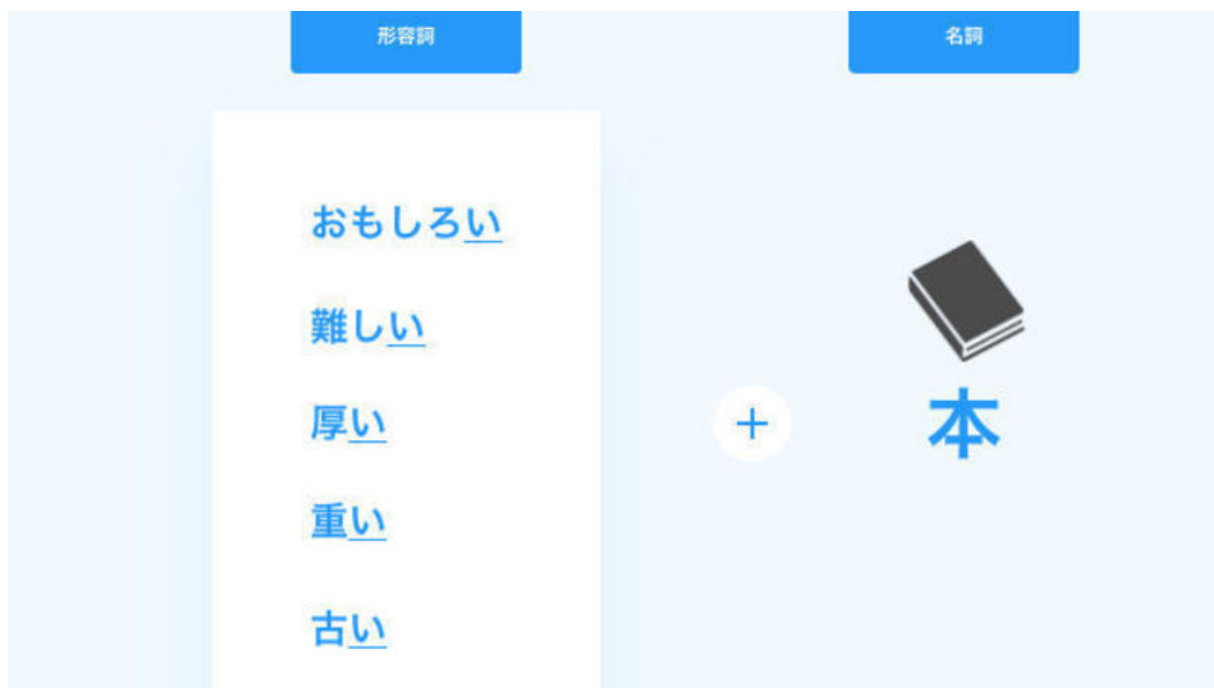 形容詞 名詞
おもしろい
難しい
厚い
+ 本
重い
古い